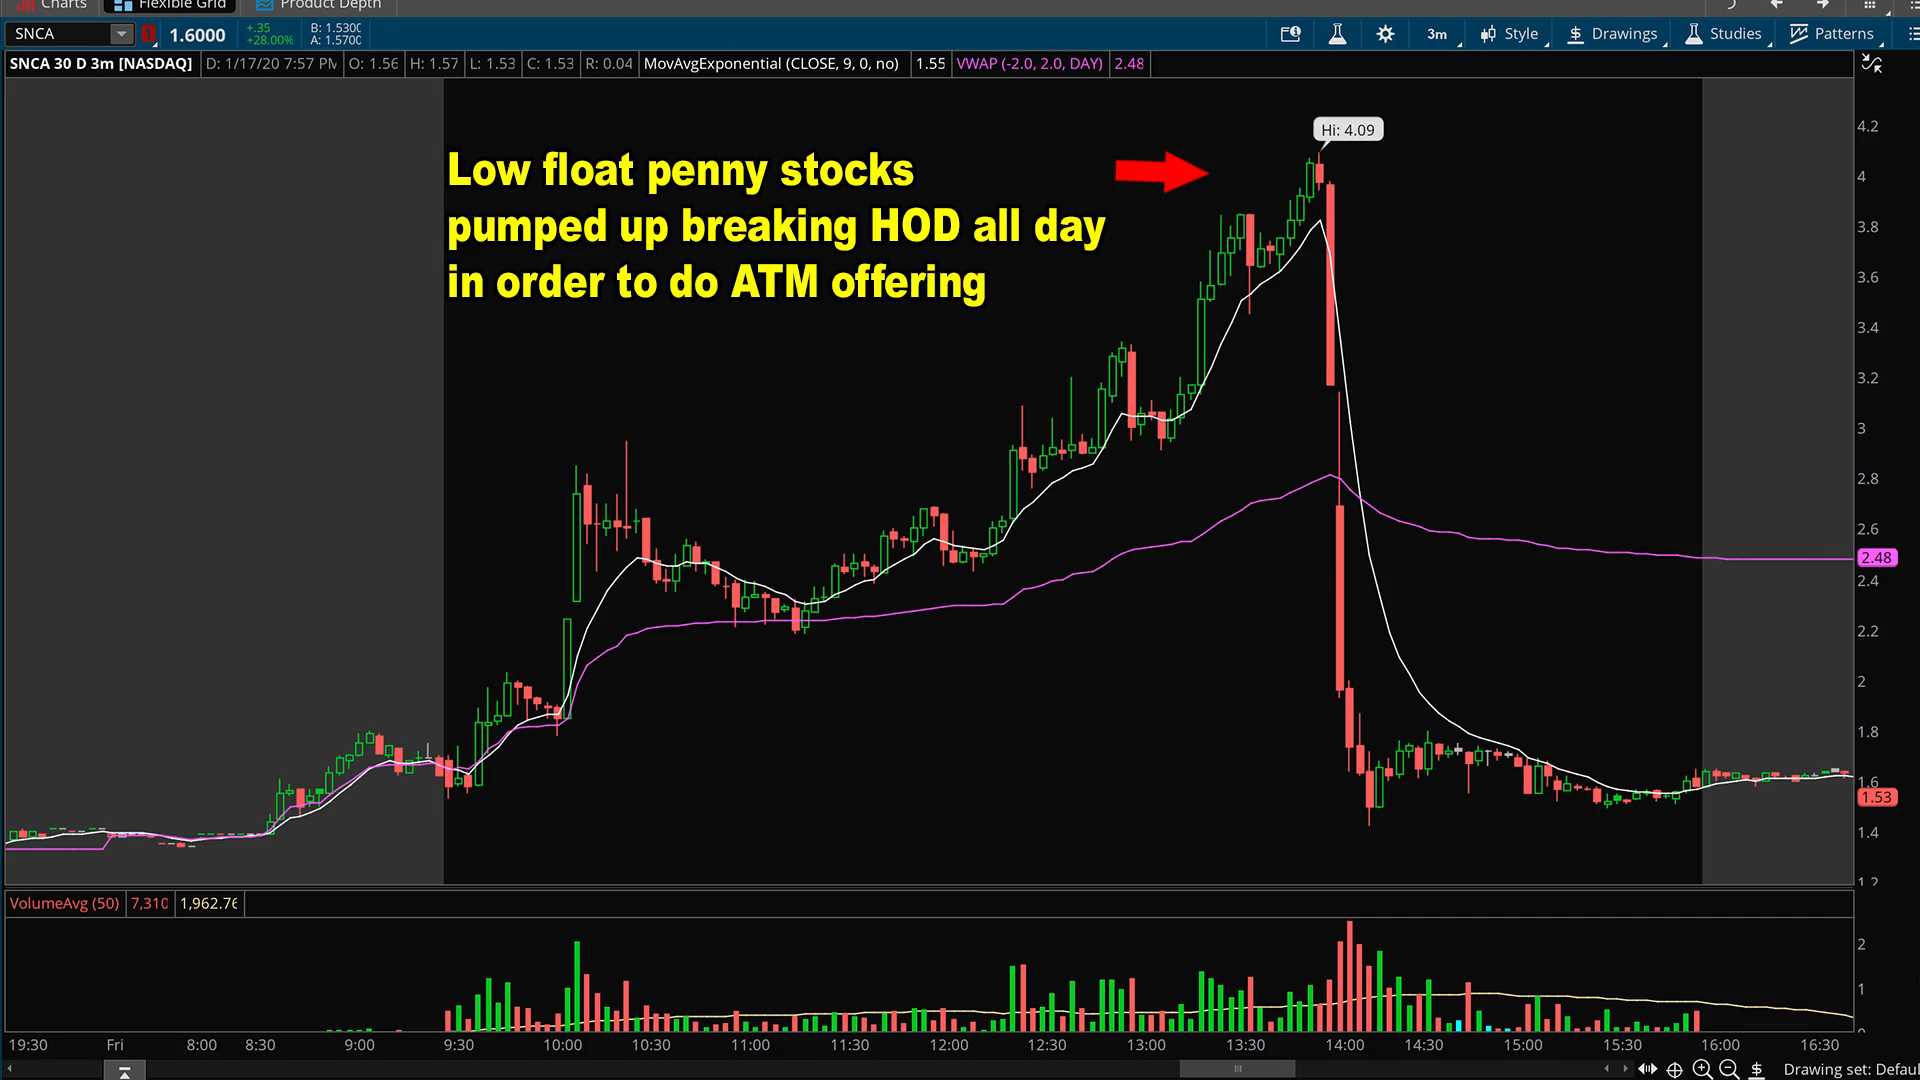 Charts Flexible Grid Product Depth
SNCA 1 1.6000 +.35 B: 1.5300
+28.00% A: 1.5700
3m Style $ Drawings Studies Patterns
SNCA 30 D 3m [NASDAQ] D: 1/17/20 7:57 PM O: 1.56 H: 1.57 L: 1.53 C: 1.53 R: 0.04 MovAvgExponential (CLOSE, 9, 0, no) 1.55 VWAP (-2.0, 2.0, DAY) 2.48
Hi: 4.09
Low float penny stocks
pumped up breaking HOD all day
in order to do ATM offering
4.2
4
3.8
3.6
3.4
3.2
3
2.8
2.6
2.48
2.4
2.2
2
1.8
1.6
1.53
1.4
1.2
VolumeAvg (50) 7,310 1,962.76
2
1
0
19:30 Fri 8:00 8:30 9:00 9:30 10:00 10:30 11:00 11:30 12:00 12:30 13:00 13:30 14:00 14:30 15:00 15:30 16:00 16:30
$ Drawing set: Defau